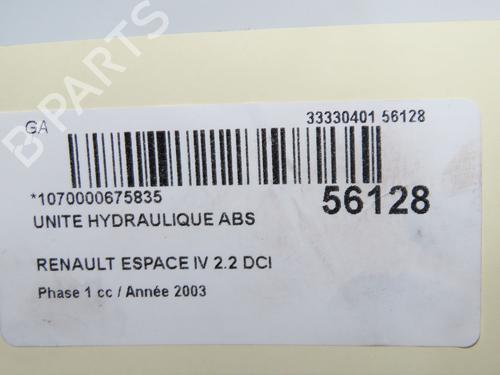 GA
33330401 56128
*1070000675835
56128
UNITE HYDRAULIQUE ABS
RENAULT ESPACE IV 2.2 DCI
Phase 1 cc / Année 2003